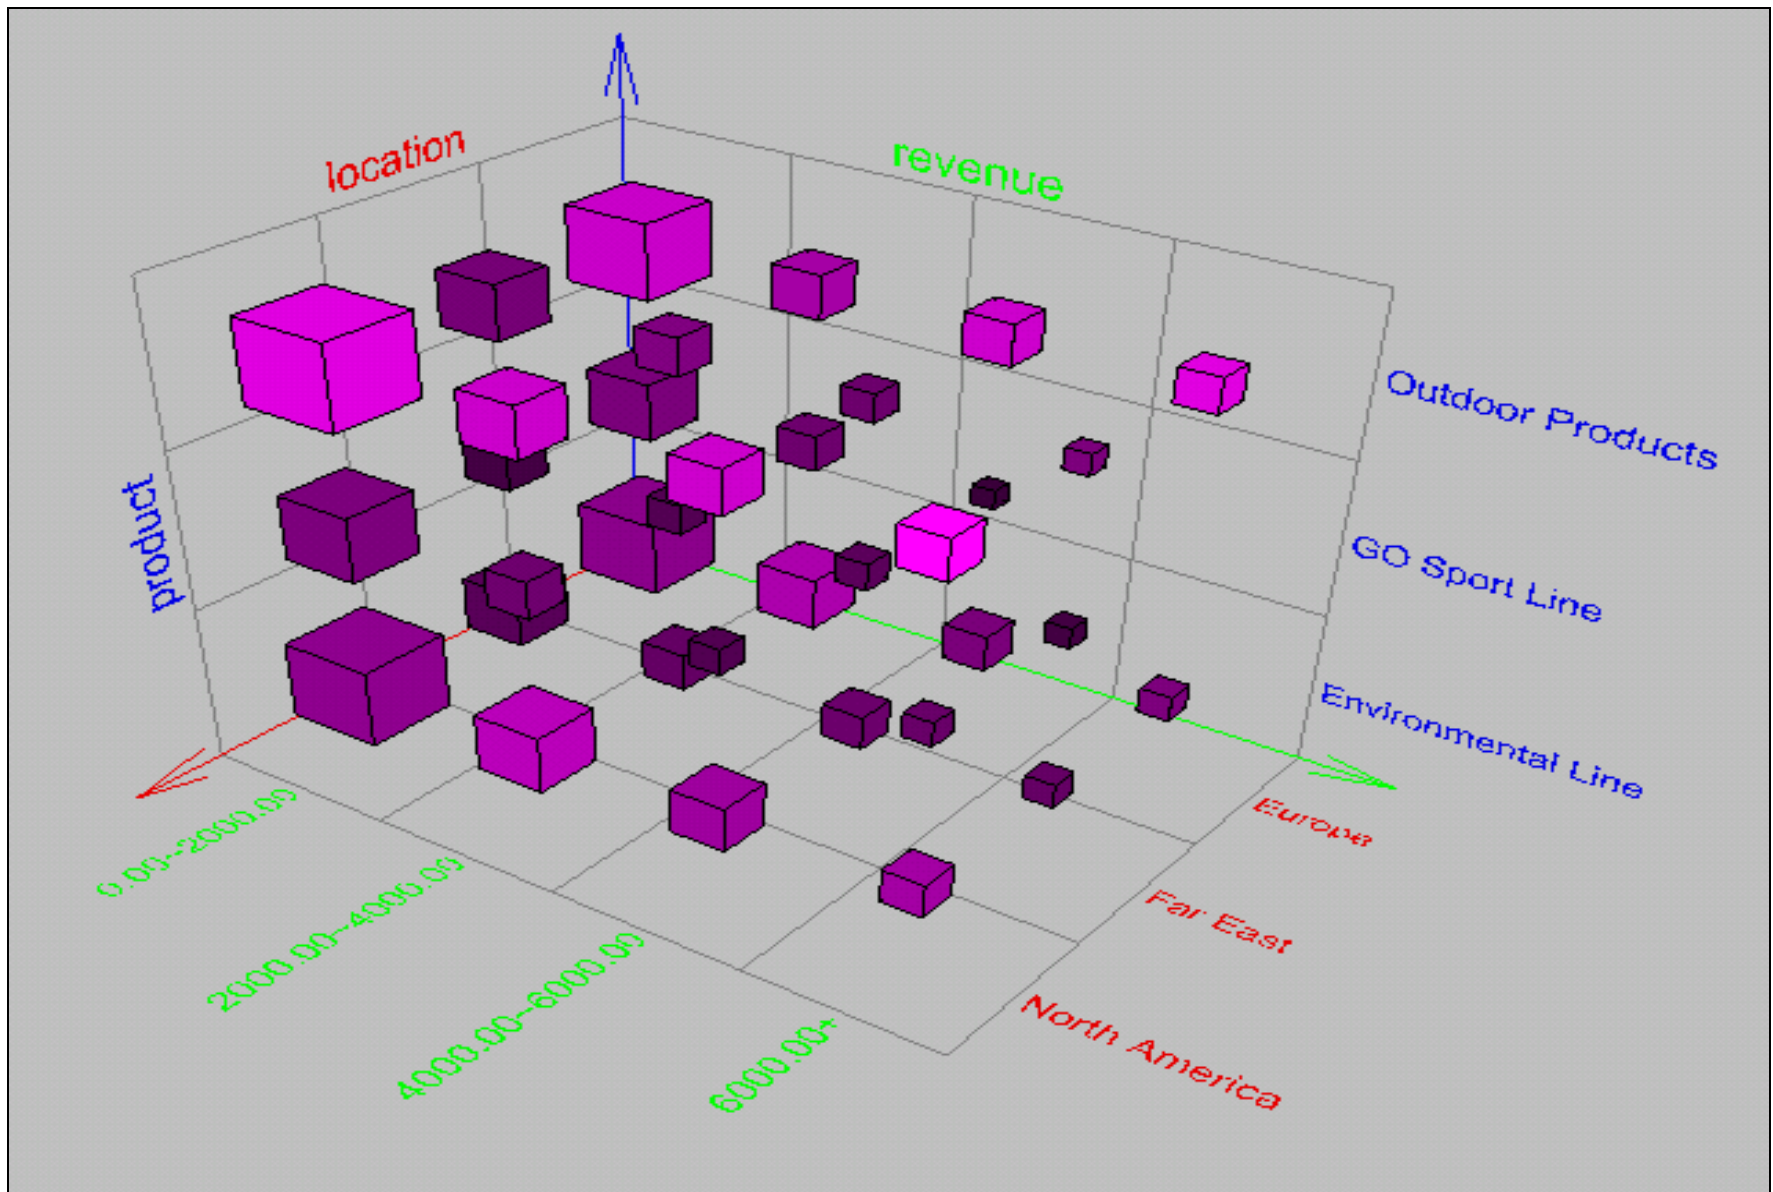 location
revenue
product
Outdoor Products
GO Sport Line
Environmental Line
Europe
Far East
North America
0.00~2000.00
2000.00~4000.00
4000.00~6000.00
6000.00+